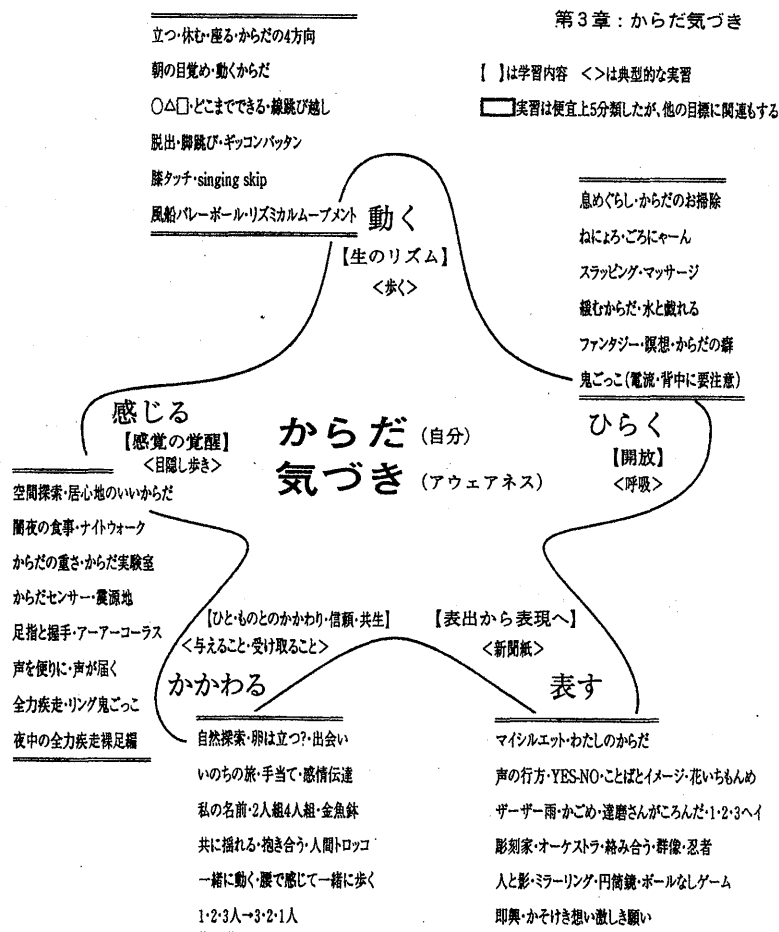 第3章：からだ気づき
【 】は学習内容 <>は典型的な実習
実習は便宜上5分類したが、他の目標に関連もする
立つ・休む・座る・からだの4方向
朝の目覚め・動くからだ
○△□・どこまでできる・線跳び越し
脱出・脚跳び・ギッコンバッタン
膝タッチ・singing skip
風船バレーボール・リズミカルムーブメント
動く
【生のリズム】
<歩く>
息めぐらし・からだのお掃除
ねにょろ・ごろにゃーん
スラッピング・マッサージ
緩むからだ・水と戯れる
ファンタジー・瞑想・からだの癖
鬼ごっこ(電流・背中に要注意)
ひらく
【開放】
<呼吸>
感じる
【感覚の覚醒】
<目隠し歩き>
からだ (自分)
気づき (アウェアネス)
空間探索・居心地のいいからだ
闇夜の食事・ナイトウォーク
からだの重さ・からだ実験室
からだセンサー・震源地
足指と握手・アーアーコーラス
声を便りに・声が届く
全力疾走・リング鬼ごっこ
夜中の全力疾走裸足編
【ひと・ものとのかかわり・信頼・共生】
<与えること・受け取ること>
かかわる
自然探索・卵は立つ?・出会い
いのちの旅・手当て・感情伝達
私の名前・2人組4人組・金魚鉢
共に揺れる・抱き合う・人間トロッコ
一緒に動く・腰で感じて一緒に歩く
1・2・3人→3・2・1人
【表出から表現へ】
<新聞紙>
表す
マイシルエット・わたしのからだ
声の行方・YES-NO・ことばとイメージ・花いちもんめ
ザーザー雨・かごめ・達磨さんがころんだ・1・2・3ヘイ
彫刻家・オーケストラ・絡み合う・群像・忍者
人と影・ミラーリング・円筒鏡・ボールなしゲーム
即興・かそけき想い激しき願い